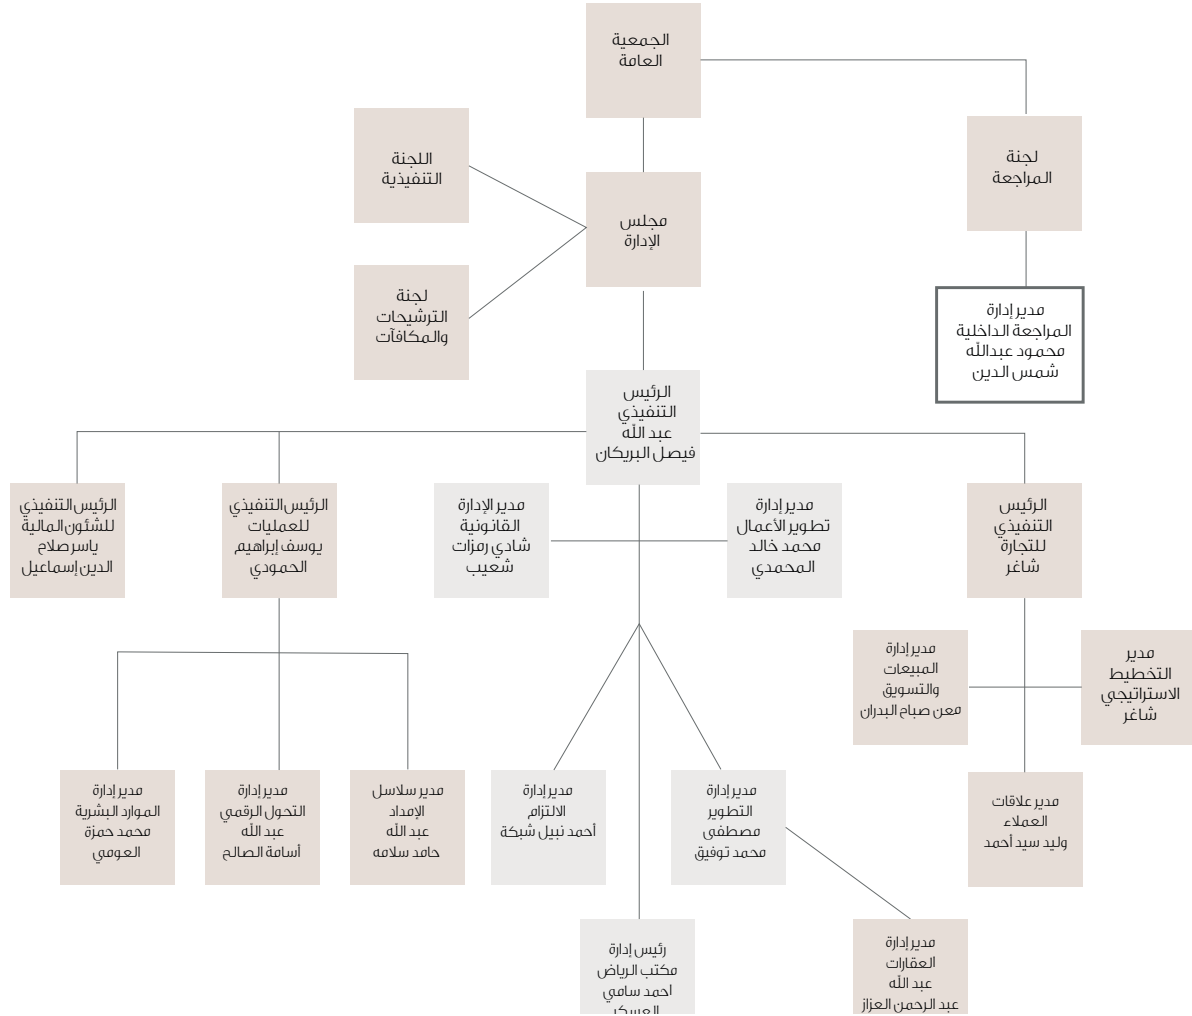 الجمعية
العامة
اللجنة
التنفيذية
لجنة
المراجعة
مجلس
الإدارة
لجنة
الترشيحات
والمكافآت
مدير إدارة
المراجعة الداخلية
محمود عبدالله
شمس الدين
الرئيس
التنفيذي
عبد الله
فيصل البريكان
الرئيس التنفيذي
للشئون المالية
ياسر صلاح
الدين إسماعيل
الرئيس التنفيذي
للعمليات
يوسف إبراهيم
الحمودي
مدير الإدارة
القانونية
شادي رمزات
شعيب
مدير إدارة
تطوير الأعمال
محمد خالد
المحمدي
الرئيس
التنفيذي
للتجارة
شاغر
مدير إدارة
المبيعات
والتسويق
معن صباح البدران
مدير
التخطيط
الاستراتيجي
شاغر
مدير إدارة
الموارد البشرية
محمد حمزة
العومي
مدير إدارة
التحول الرقمي
عبد الله
أسامة الصالح
مدير سلاسل
الإمداد
عبد الله
حامد سلامه
مدير إدارة
الالتزام
أحمد نبيل شبكة
مدير إدارة
التطوير
مصطفى
محمد توفيق
مدير علاقات
العملاء
وليد سيد أحمد
رئيس إدارة
مكتب الرياض
احمد سامي
مدير إدارة
العقارات
عبد الله
عبد الرحمن العزاز